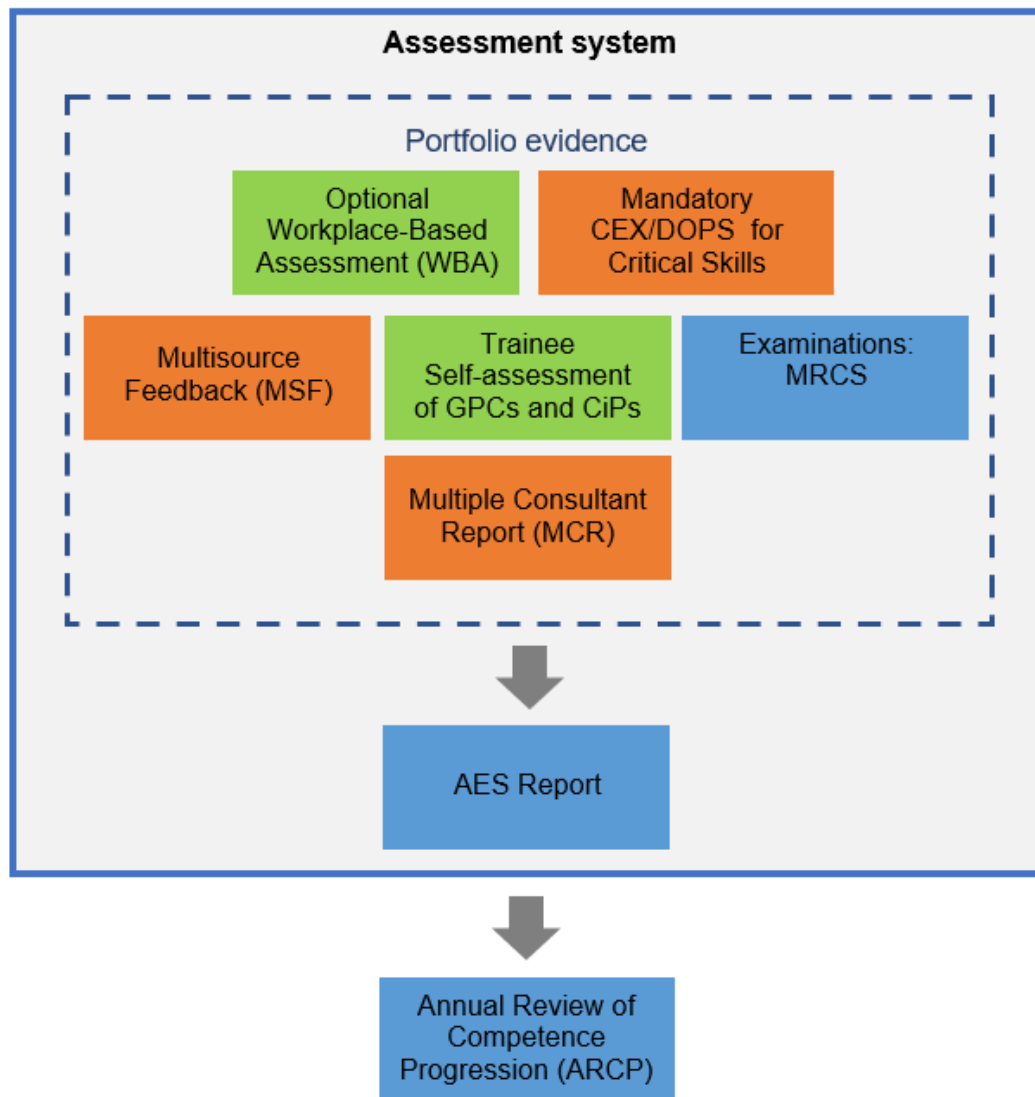 Assessment system
Portfolio evidence
Optional
Workplace-Based
Assessment (WBA)
Mandatory
CEX/DOPS for
Critical Skills
Multisource
Feedback (MSF)
Trainee
Self-assessment
of GPCs and CiPs
Examinations:
MRCS
Multiple Consultant
Report (MCR)
AES Report
Annual Review of
Competence
Progression (ARCP)